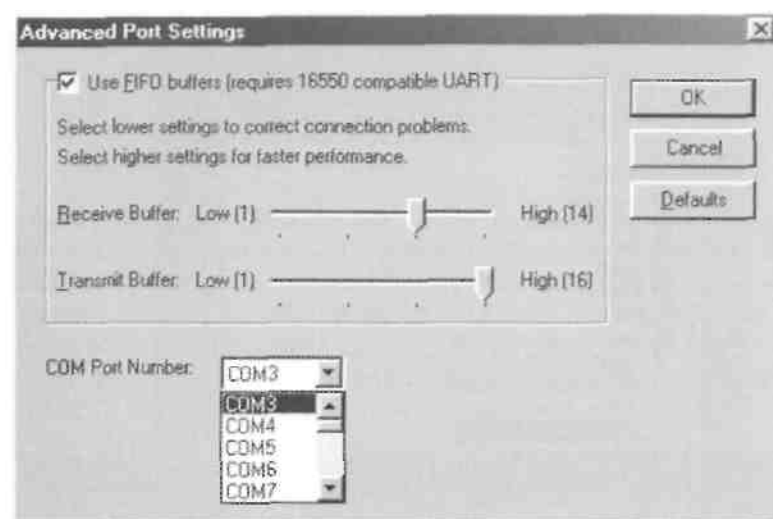 Advanced Port Settings
Use FIFO buffers (requires 16550 compatible UART)
Select lower settings to correct connection problems.
Select higher settings for faster performance.
Receive Buffer: Low (1) High (14)
Transmit Buffer: Low (1) High (16)
OK
Cancel
Defaults
COM Port Number: COM3
COM3
COM4
COM5
COM6
COM7